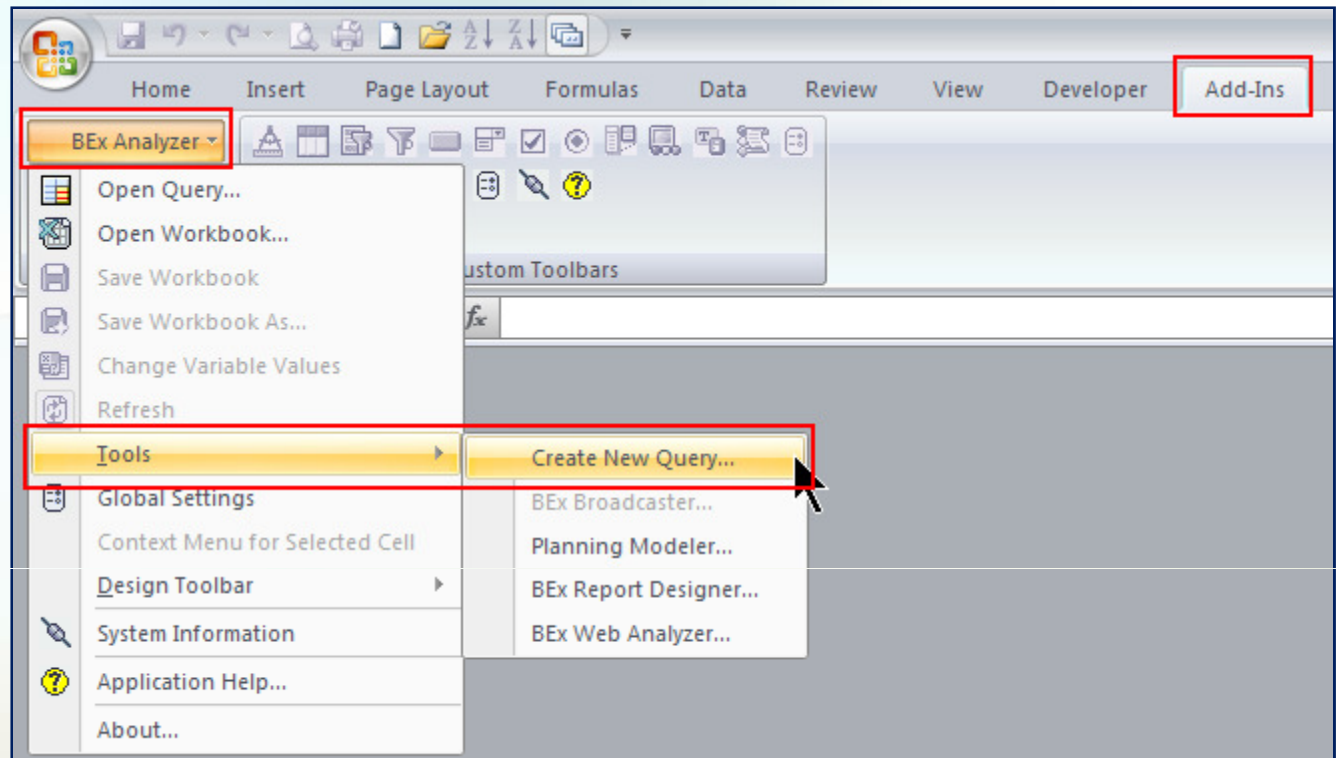 Home Insert Page Layout Formulas Data Review View Developer Add-Ins
BEx Analyzer
Open Query...
Open Workbook...
Save Workbook
ustom Toolbars
Save Workbook As...
fx
Change Variable Values
Refresh
Tools
Create New Query...
Global Settings
BEx Broadcaster...
Context Menu for Selected Cell
Planning Modeler...
Design Toolbar
BEx Report Designer...
System Information
BEx Web Analyzer...
Application Help...
About...